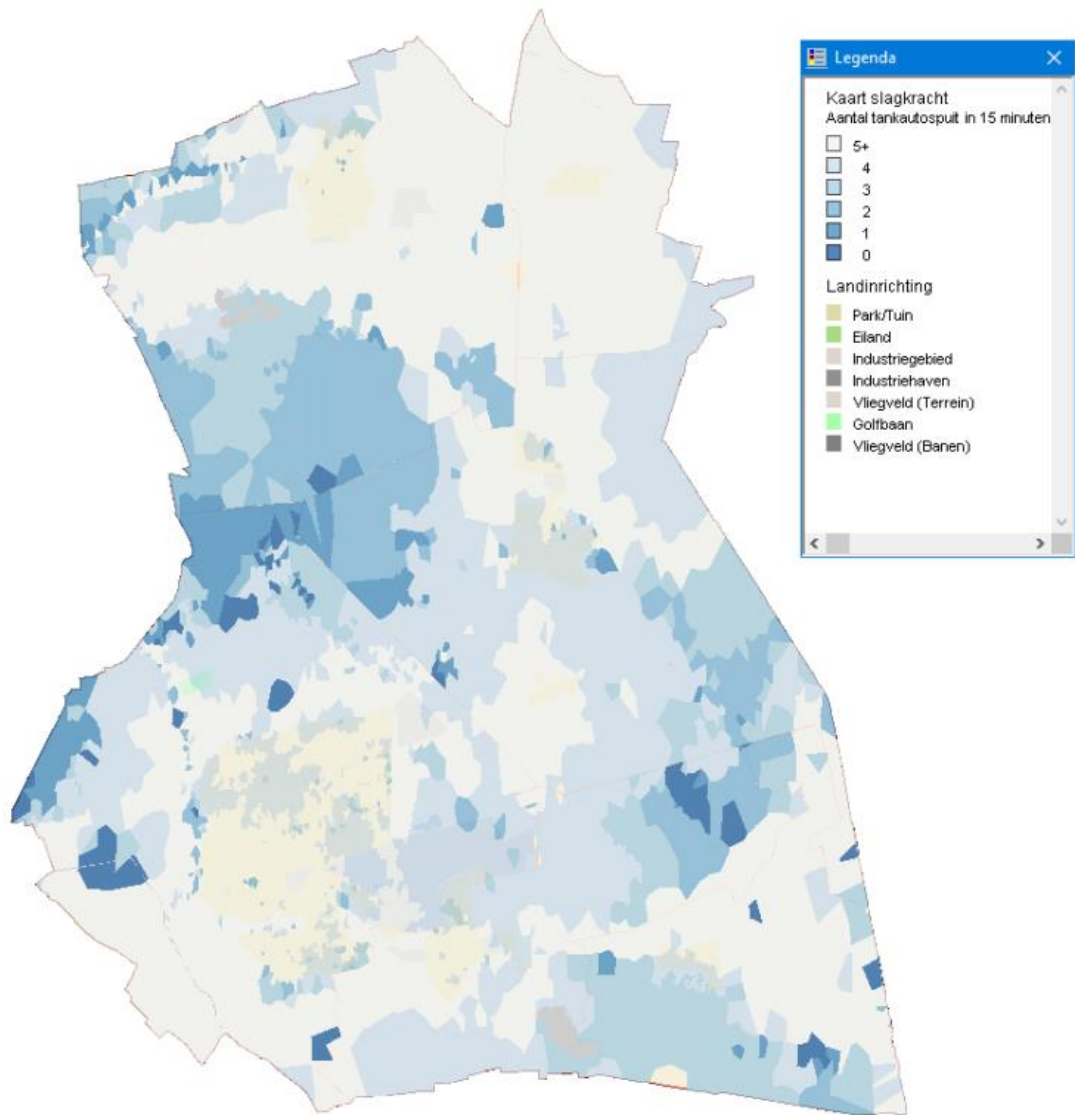 Legenda
Kaart slagkracht
Aantal tankautospuit in 15 minuten
5+
4
3
2
1
0
Landinrichting
Park/Tuin
Eiland
Industriegebied
Industriehaven
Vliegveld (Terrein)
Golfbaan
Vliegveld (Banen)